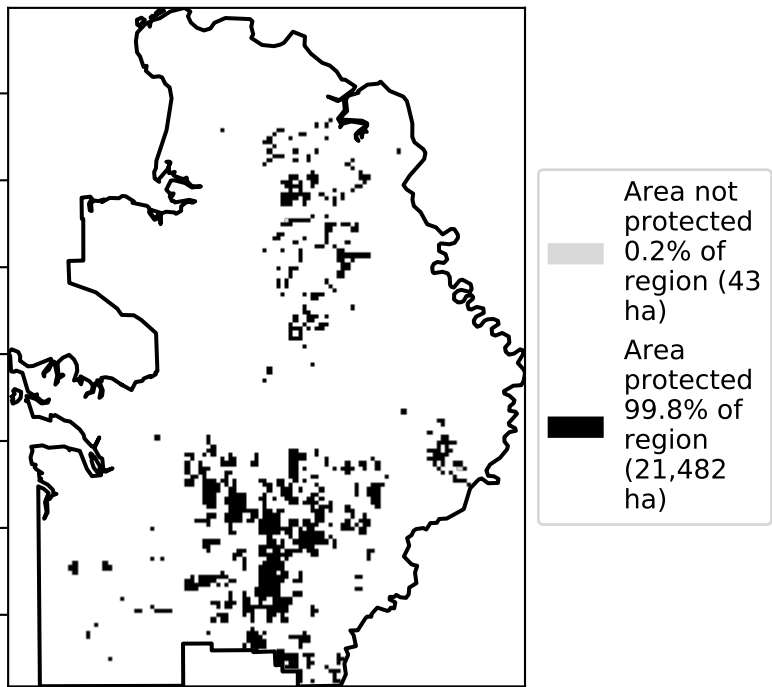 Area not
protected
0.2% of
region (43
ha)
Area
protected
99.8% of
region
(21,482
ha)